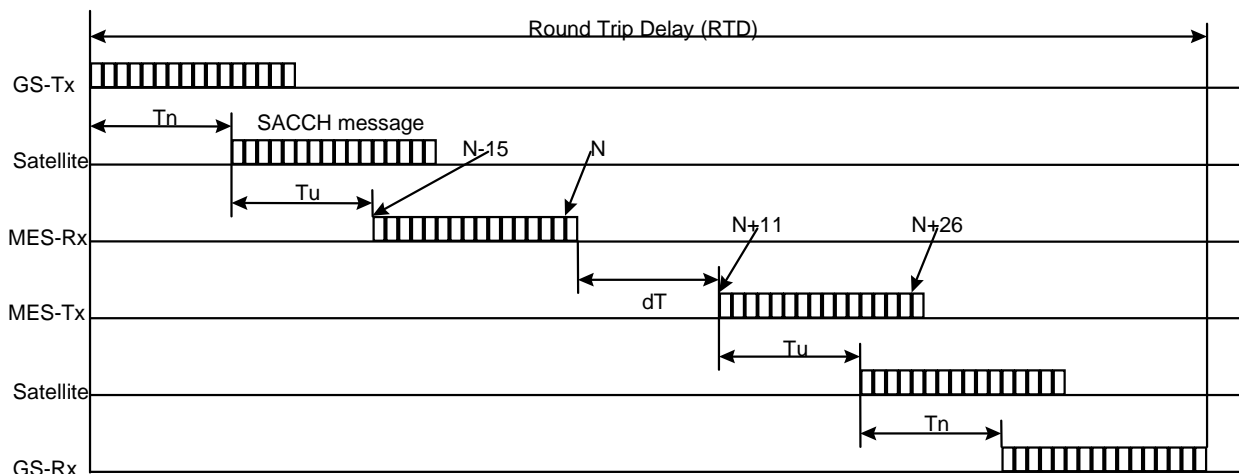 Round Trip Delay (RTD)
GS-Tx
Tn
SACCH message
Satellite
N-15
N
Tu
MES-Rx
N+11
N+26
dT
MES-Tx
Tu
Satellite
Tn
GS-Rx